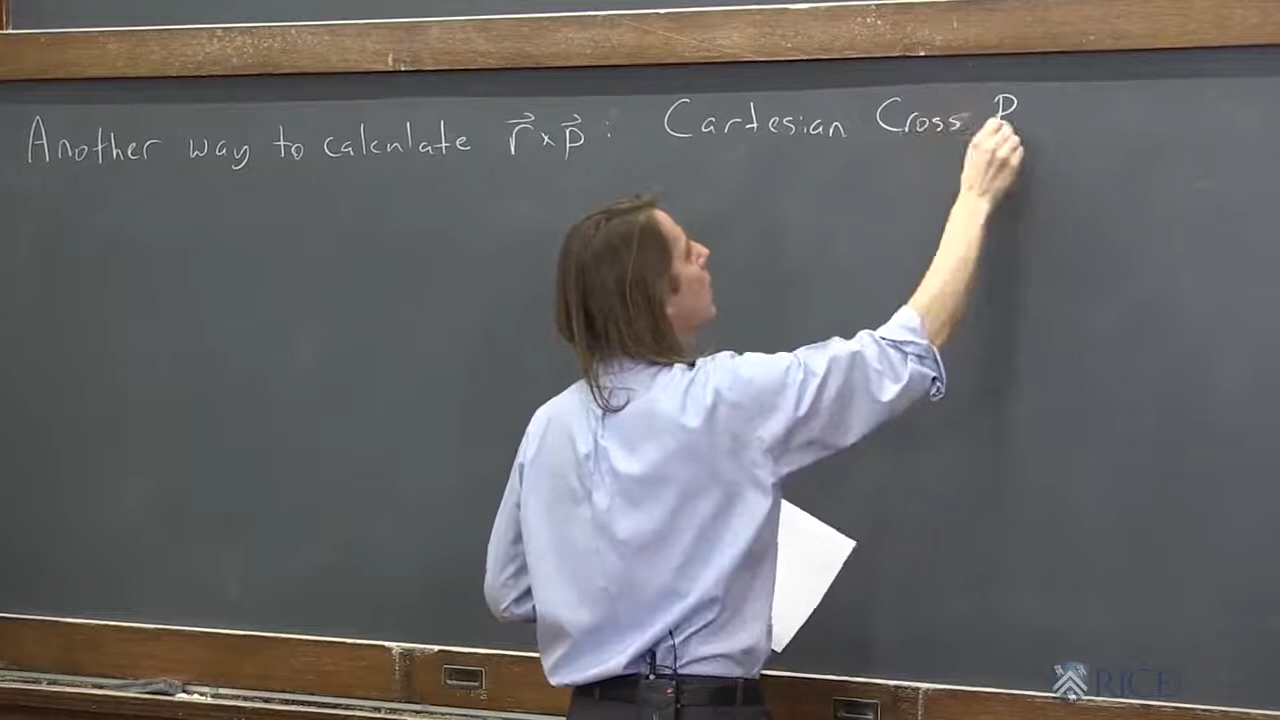 Another way to calculate r⃗ × p⃗ : Cartesian Cross P
RICE